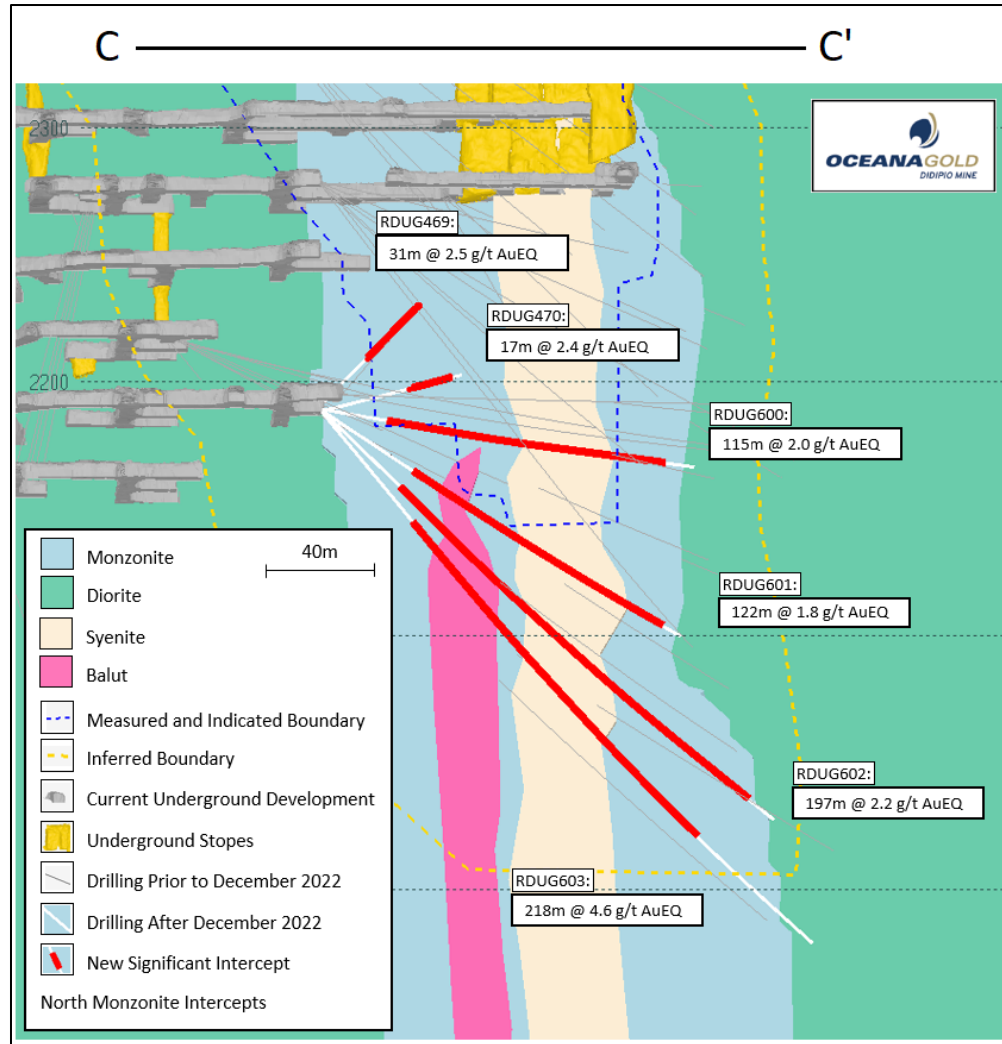 C
C'
2300
OCEANAGOLD
DIDIPIO MINE
RDUG469:
31m @ 2.5 g/t AuEQ
RDUG470:
17m @ 2.4 g/t AuEQ
2200
RDUG600:
115m @ 2.0 g/t AuEQ
RDUG601:
122m @ 1.8 g/t AuEQ
RDUG602:
197m @ 2.2 g/t AuEQ
RDUG603:
218m @ 4.6 g/t AuEQ
Monzonite
40m
Diorite
Syenite
Balut
Measured and Indicated Boundary
Inferred Boundary
Current Underground Development
Underground Stopes
Drilling Prior to December 2022
Drilling After December 2022
New Significant Intercept
North Monzonite Intercepts